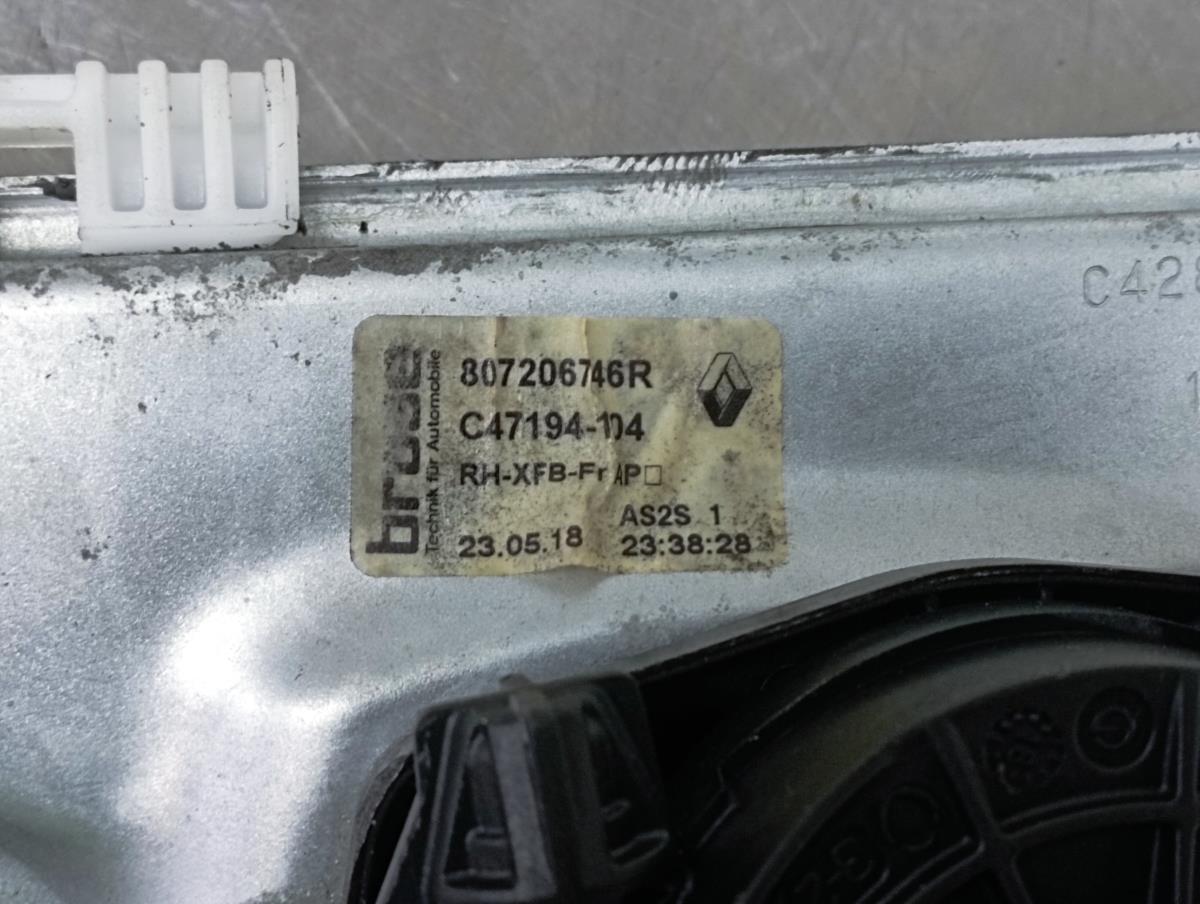 brose
Technik für Automobile
807206746R
C47194-104
RH-XFB-Fr AP□
AS2S 1
23.05.18 23:38:28